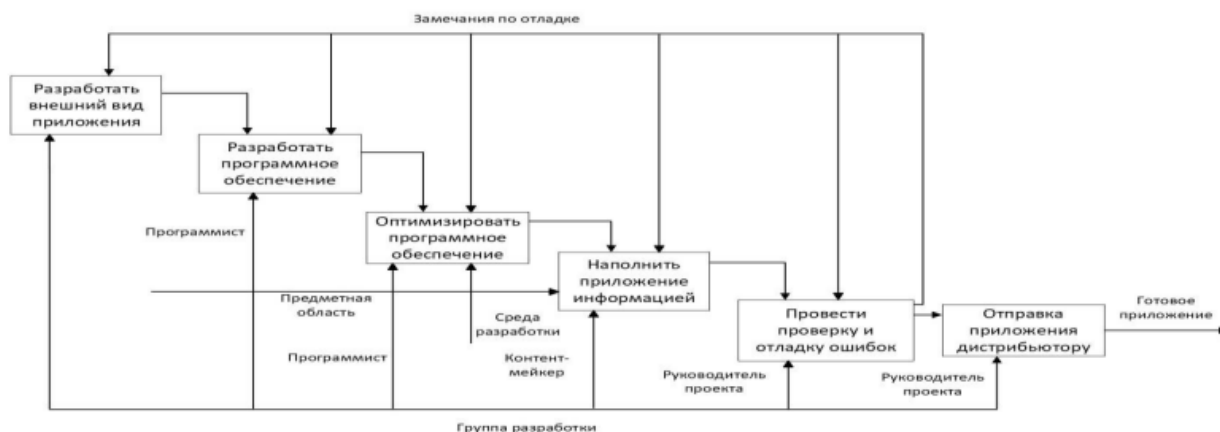 Замечания по отладке
Разработать
внешний вид
приложения
Разработать
программное
обеспечение
Программист
Оптимизировать
программное
обеспечение
Наполнить
приложение
информацией
Предметная
область
Среда
разработки
Программист
Контент-
мейкер
Провести
проверку и
отладку ошибок
Руководитель
проекта
Отправка
приложения
дистрибьютору
Готовое
приложение
Руководитель
проекта
Группа разработки